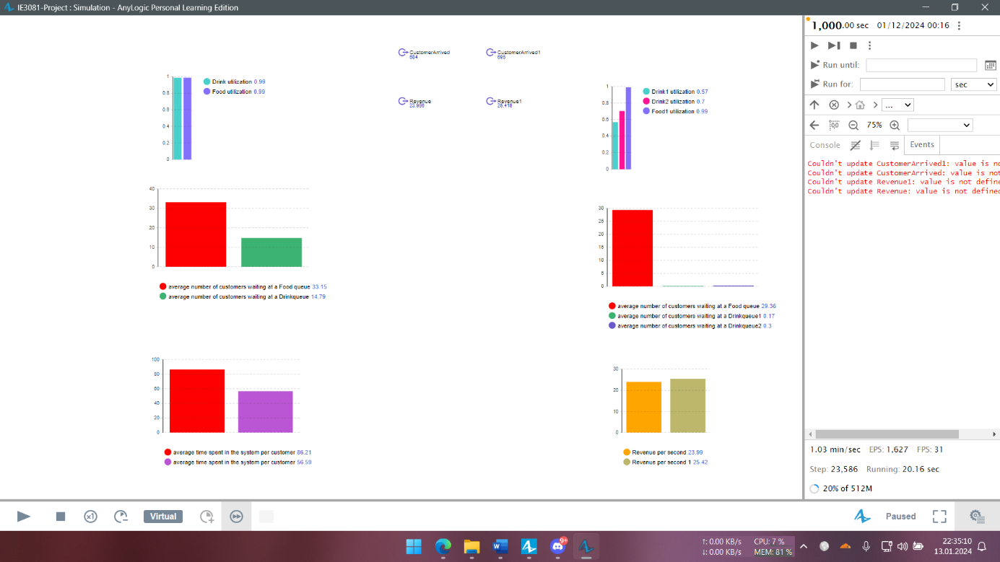 IE3081-Project : Simulation - AnyLogic Personal Learning Edition
1,000.00 sec 01/12/2024 00:16
Run until:
Run for: sec
...
75%
Console Events
Couldn't update CustomerArrived1: value is no
Couldn't update CustomerArrived: value is not
Couldn't update Revenue1: value is not define
Couldn't update Revenue: value is not defined
CustomerArrived
684
CustomerArrived1
695
Revenue
23.986
Revenue1
25.418
1
0.8
0.6
0.4
0.2
0
Drink utilization 0.99
Food utilization 0.99
1
0.8
0.6
0.4
0.2
0
Drink1 utilization 0.57
Drink2 utilization 0.7
Food1 utilization 0.99
40
30
20
10
0
average number of customers waiting at a Food queue 33.15
average number of customers waiting at a Drinkqueue 14.79
30
25
20
15
10
5
0
average number of customers waiting at a Food queue 29.36
average number of customers waiting at a Drinkqueue1 0.17
average number of customers waiting at a Drinkqueue2 0.3
100
80
60
40
20
0
average time spent in the system per customer 86.21
average time spent in the system per customer 56.59
30
20
10
0
Revenue per second 23.99
Revenue per second 1 25.42
1.03 min/sec EPS: 1,627 FPS: 31
Step: 23,586 Running: 20.16 sec
20% of 512M
x1
Virtual
Paused
9+
↑: 0.00 KB/s CPU: 7 %
↓: 0.00 KB/s MEM: 81 %
22:35:10
13.01.2024